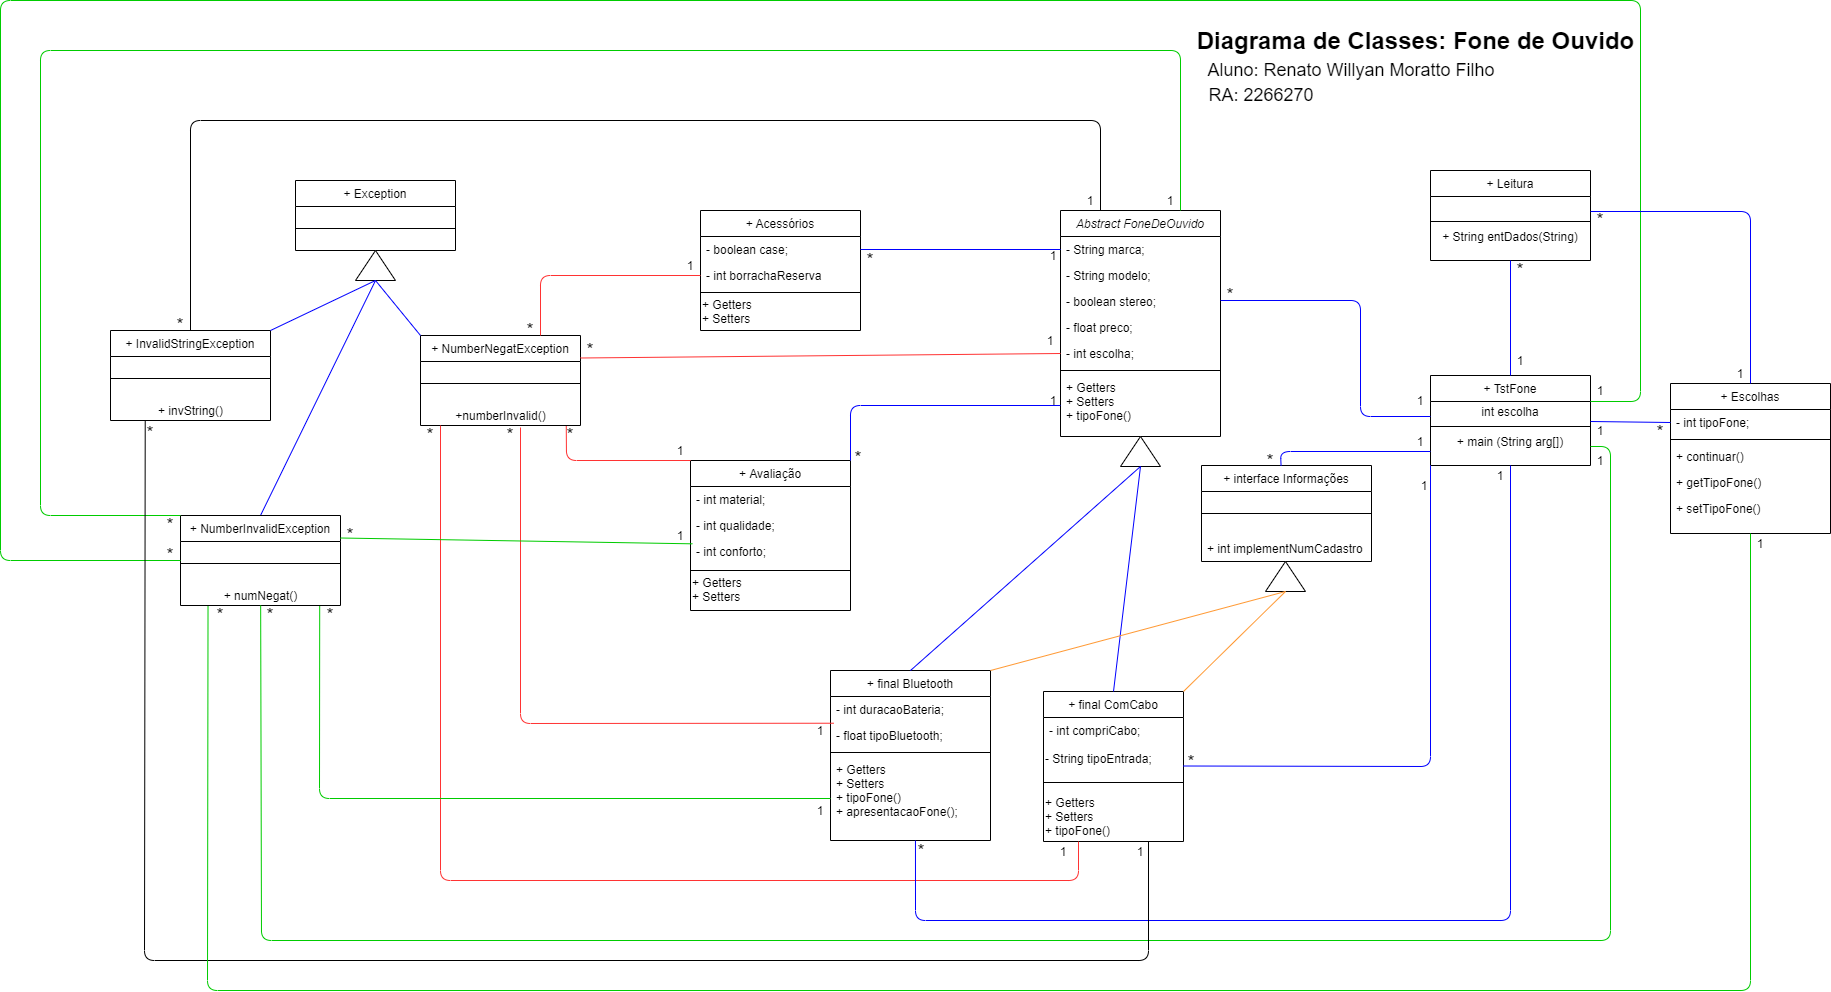 Diagrama de Classes: Fone de Ouvido
Aluno: Renato Willyan Moratto Filho
RA: 2266270
+ Exception
+ InvalidStringException
+ invString()
+ NumberNegatException
+numberInvalid()
+ NumberInvalidException
+ numNegat()
+ Acessórios
- boolean case;
- int borrachaReserva
+ Getters
+ Setters
+ Avaliação
- int material;
- int qualidade;
- int conforto;
+ Getters
+ Setters
Abstract FoneDeOuvido
- String marca;
- String modelo;
- boolean stereo;
- float preco;
- int escolha;
+ Getters
+ Setters
+ tipoFone()
+ Leitura
+ String entDados(String)
+ TstFone
int escolha
+ main (String arg[])
+ Escolhas
- int tipoFone;
+ continuar()
+ getTipoFone()
+ setTipoFone()
+ interface Informações
+ int implementNumCadastro
+ final Bluetooth
- int duracaoBateria;
- float tipoBluetooth;
+ Getters
+ Setters
+ tipoFone()
+ apresentacaoFone();
+ final ComCabo
- int compriCabo;
- String tipoEntrada;
+ Getters
+ Setters
+ tipoFone()
1
1
*
1
*
1
*
*
1
*
1
*
1
*
1
*
1
*
1
*
1
*
1
*
1
*
1
*
1
*
1
*
1
*
1
*
1
*
1
*
1
*
1
*
1